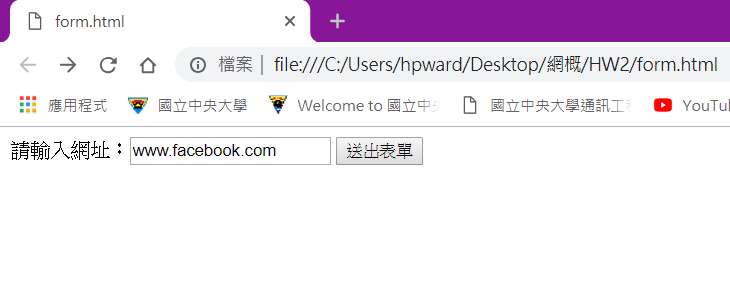 form.html
檔案 | file:///C:/Users/hpward/Desktop/網概/HW2/form.html
應用程式 國立中央大學 Welcome to 國立中 國立中央大學通訊工 YouTu
請輸入網址：www.facebook.com 送出表單